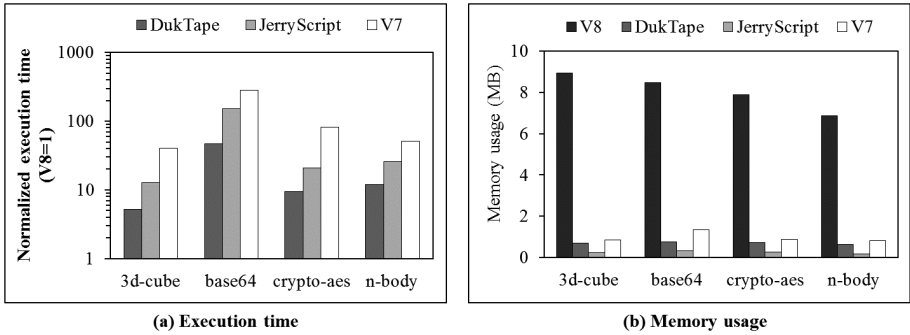 DukTape JerryScript V7
Normalized execution time
(V8=1)
1000
100
10
1
3d-cube base64 crypto-aes n-body
(a) Execution time
V8 DukTape JerryScript V7
Memory usage (MB)
10
8
6
4
2
0
3d-cube base64 crypto-aes n-body
(b) Memory usage